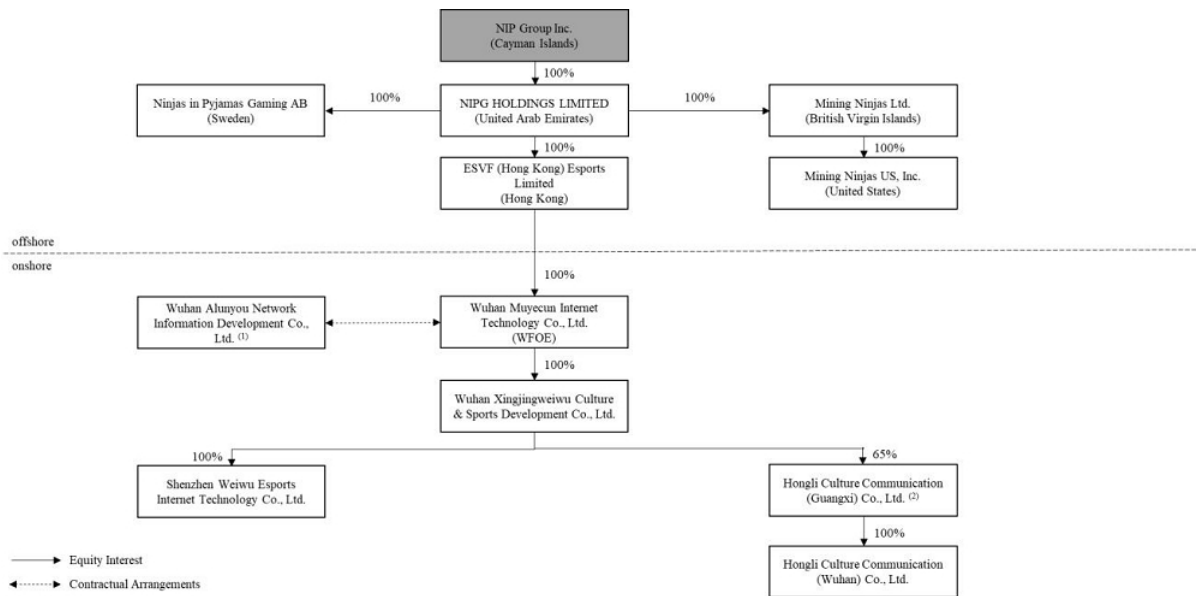 NIP Group Inc.
(Cayman Islands)
100%
Ninjas in Pyjamas Gaming AB
(Sweden)
100%
NIPG HOLDINGS LIMITED
(United Arab Emirates)
100%
Mining Ninjas Ltd.
(British Virgin Islands)
100%
100%
ESVF (Hong Kong) Esports
Limited
(Hong Kong)
Mining Ninjas US, Inc.
(United States)
offshore
onshore
100%
Wuhan Alunyou Network
Information Development Co.,
Ltd. (1)
Wuhan Muyecun Internet
Technology Co., Ltd.
(WFOE)
100%
Wuhan Xingjingweiwu Culture
& Sports Development Co., Ltd.
100%
65%
Shenzhen Weiwu Esports
Internet Technology Co., Ltd.
Hongli Culture Communication
(Guangxi) Co., Ltd. (2)
100%
Equity Interest
Hongli Culture Communication
(Wuhan) Co., Ltd.
Contractual Arrangements